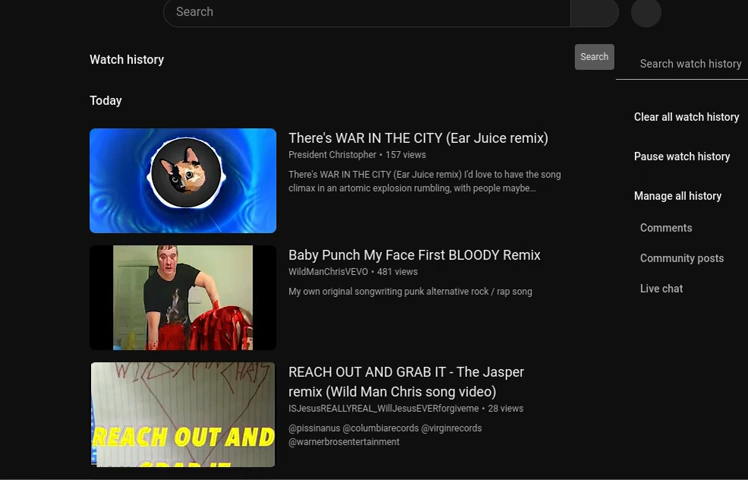 Search
Watch history
Search
Search watch history
Today
There's WAR IN THE CITY (Ear Juice remix)
President Christopher • 157 views
There's WAR IN THE CITY (Ear Juice remix) I'd love to have the song
climax in an artomic explosion rumbling, with people maybe...
Baby Punch My Face First BLOODY Remix
WildManChrisVEVO • 481 views
My own original songwriting punk alternative rock / rap song
WILD MAN CHRIS
REACH OUT AND
GRAB IT
REACH OUT AND GRAB IT - The Jasper
remix (Wild Man Chris song video)
ISJesusREALLYREAL_WillJesusEVERforgiveme • 28 views
@pissinanus @columbiarecords @virginrecords
@warnerbrosentertainment
Clear all watch history
Pause watch history
Manage all history
Comments
Community posts
Live chat